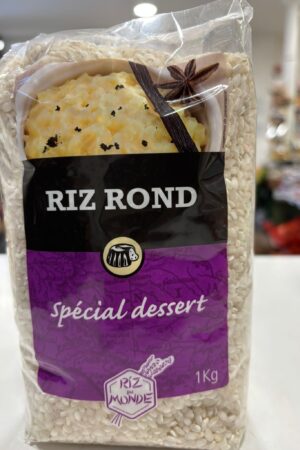 RIZ ROND
Spécial dessert
RIZ
DU
MONDE
1Kg